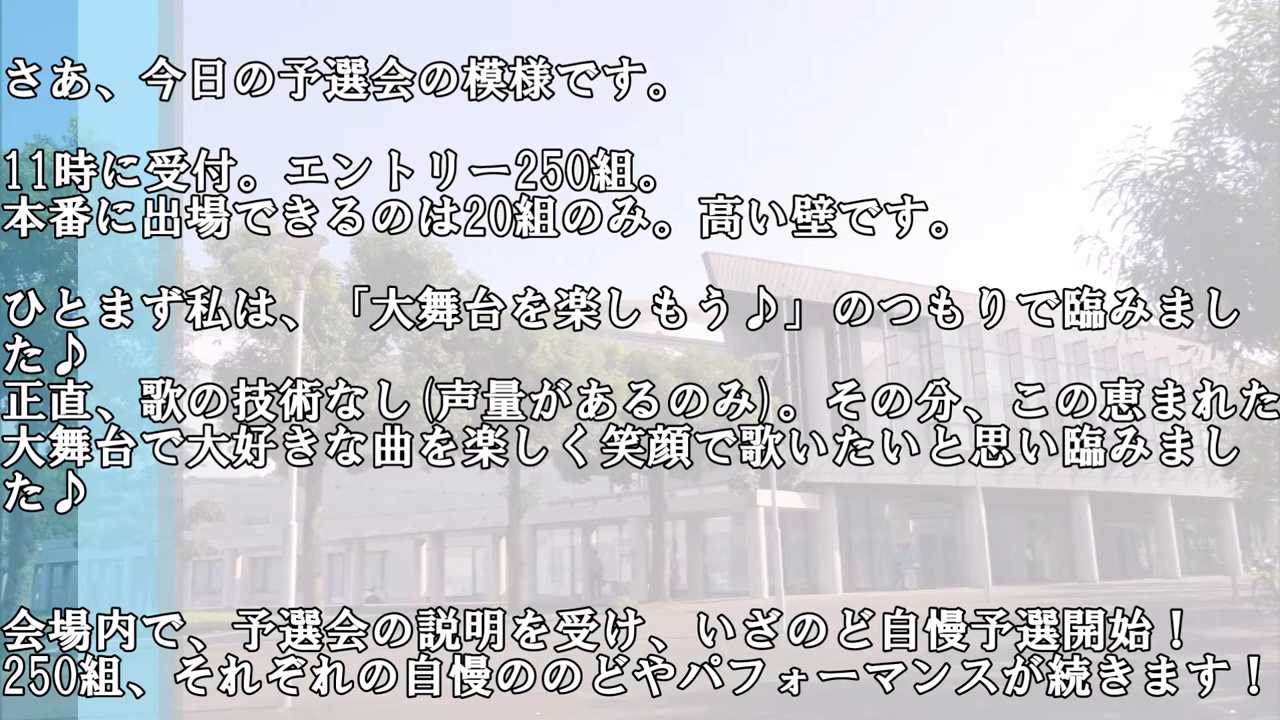 さあ、今日の予選会の模様です。
11時に受付。エントリー250組。
本番に出場できるのは20組のみ。高い壁です。
ひとまず私は、「大舞台を楽しもう♪」のつもりで臨みまし
た♪
正直、歌の技術なし(声量があるのみ)。その分、この恵まれた
大舞台で大好きな曲を楽しく笑顔で歌いたいと思い臨みまし
た♪
会場内で、予選会の説明を受け、いざのど自慢予選開始！
250組、それぞれの自慢ののどやパフォーマンスが続きます！